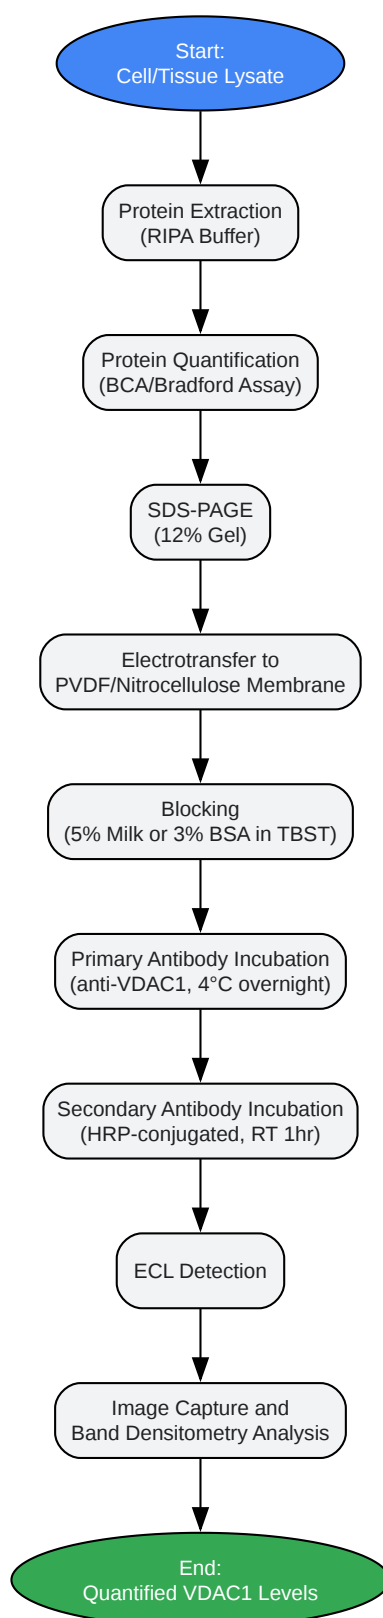 Start:
Cell/Tissue Lysate
Protein Extraction
(RIPA Buffer)
Protein Quantification
(BCA/Bradford Assay)
SDS-PAGE
(12% Gel)
Electrotransfer to
PVDF/Nitrocellulose Membrane
Blocking
(5% Milk or 3% BSA in TBST)
Primary Antibody Incubation
(anti-VDAC1, 4°C overnight)
Secondary Antibody Incubation
(HRP-conjugated, RT 1hr)
ECL Detection
Image Capture and
Band Densitometry Analysis
End:
Quantified VDAC1 Levels